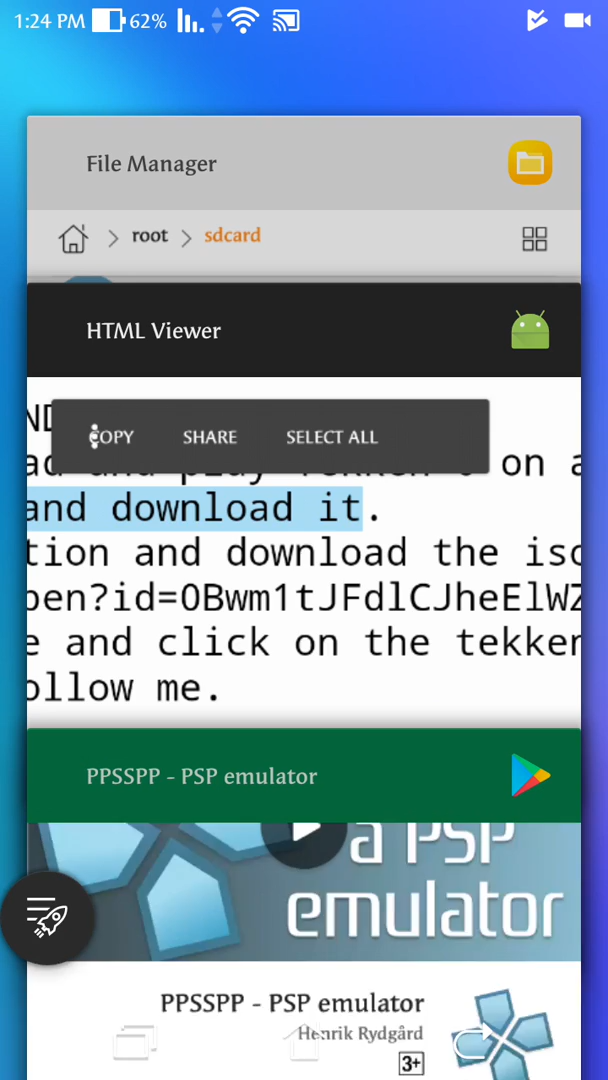 1:24 PM 62%
File Manager
root sdcard
HTML Viewer
COPY SHARE SELECT ALL
on a
and download it.
tion and download the iso
pen?id=0Bwm1tJFdlCJheElWZ
e and click on the tekken
ollow me.
PPSSPP - PSP emulator
a PSP
emulator
PPSSPP - PSP emulator
Henrik Rydgård
3+